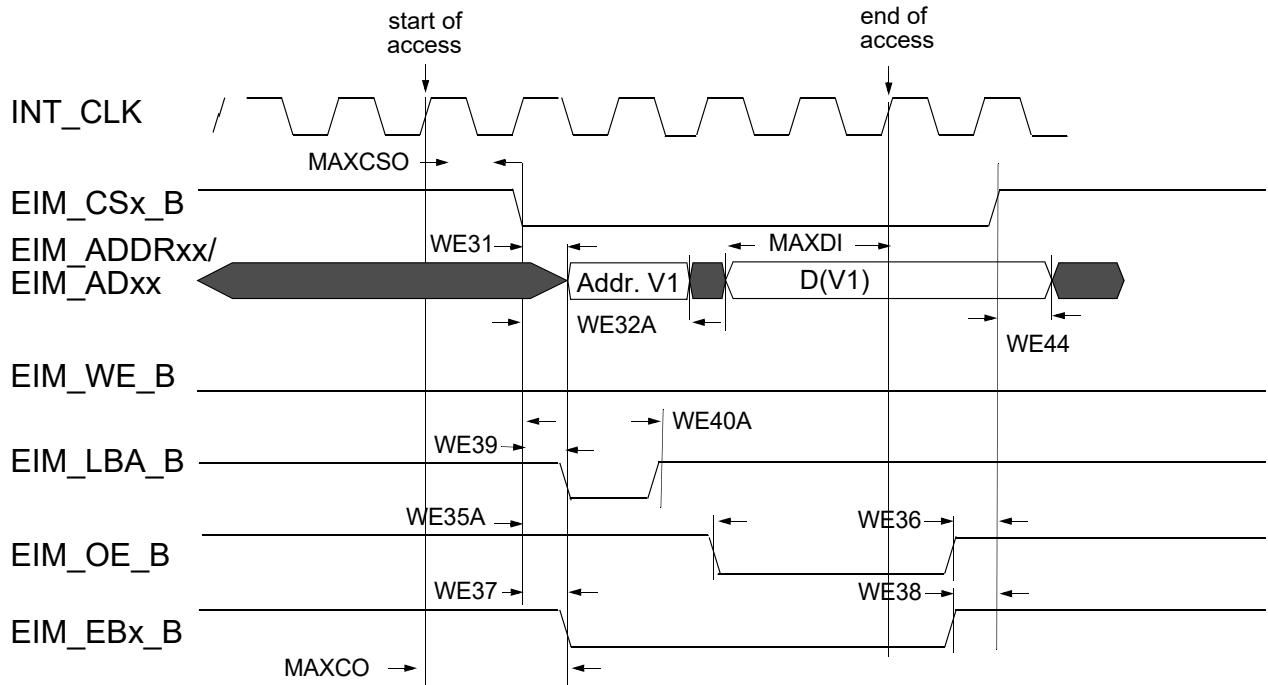 start of
access
end of
access
INT_CLK
MAXCSO
EIM_CSx_B
EIM_ADDRxx/
EIM_ADxx
WE31
MAXDI
Addr. V1
D(V1)
WE32A
WE44
EIM_WE_B
WE40A
WE39
EIM_LBA_B
WE35A
WE36
EIM_OE_B
WE37
WE38
EIM_EBx_B
MAXCO